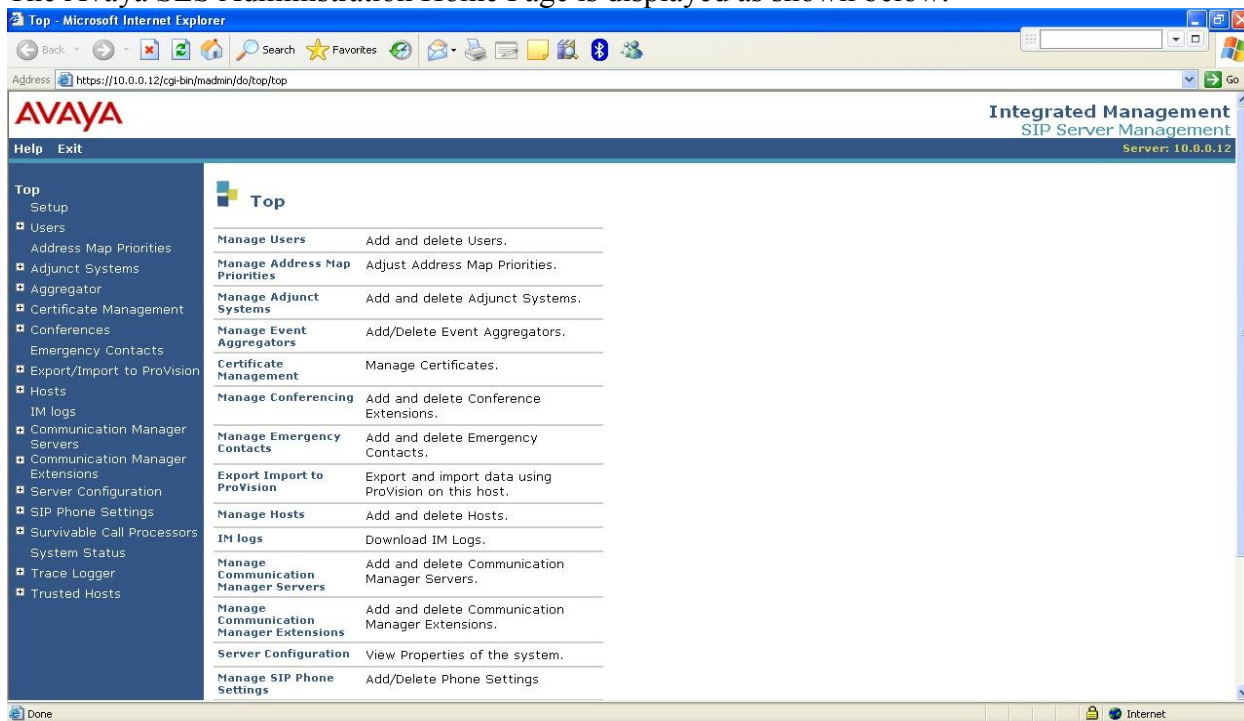 The Avaya SES Administration Home Page is displayed as shown below.
Top - Microsoft Internet Explorer
Back
Search
Favorites
Address
https://10.0.0.12/cgi-bin/madmin/do/top/top
Go
AVAYA
Integrated Management
SIP Server Management
Help Exit
Server: 10.0.0.12
Top
Setup
Users
Address Map Priorities
Adjunct Systems
Aggregator
Certificate Management
Conferences
Emergency Contacts
Export/Import to ProVision
Hosts
IM logs
Communication Manager
Servers
Communication Manager
Extensions
Server Configuration
SIP Phone Settings
Survivable Call Processors
System Status
Trace Logger
Trusted Hosts
Top
Manage Users Add and delete Users.
Manage Address Map Adjust Address Map Priorities.
Priorities
Manage Adjunct Add and delete Adjunct Systems.
Systems
Manage Event Add/Delete Event Aggregators.
Aggregators
Certificate Manage Certificates.
Management
Manage Conferencing Add and delete Conference
Extensions.
Manage Emergency Add and delete Emergency
Contacts Contacts.
Export Import to Export and import data using
ProVision ProVision on this host.
Manage Hosts Add and delete Hosts.
IM logs Download IM Logs.
Manage Add and delete Communication
Communication Manager Servers.
Manager Servers
Manage Add and delete Communication
Communication Manager Extensions.
Manager Extensions
Server Configuration View Properties of the system.
Manage SIP Phone Add/Delete Phone Settings
Settings
Done
Internet